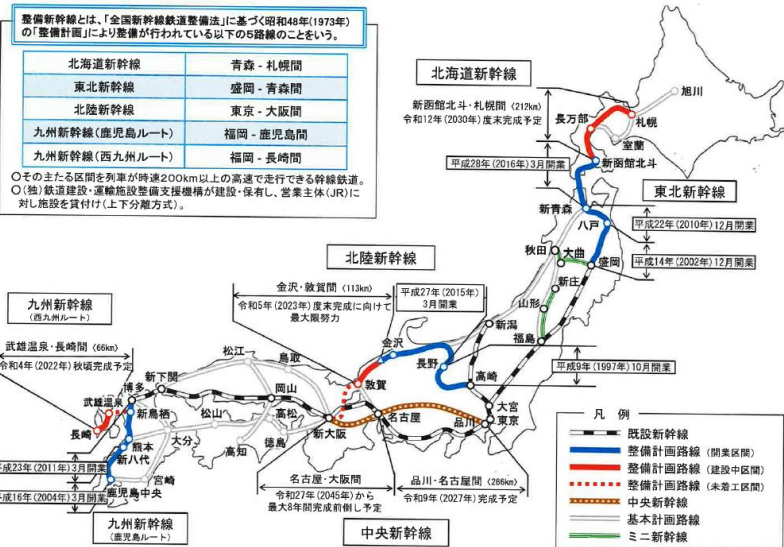 整備新幹線とは、「全国新幹線鉄道整備法」に基づく昭和48年(1973年)
の「整備計画」により整備が行われている以下の5路線のことをいう。
北海道新幹線 青森 - 札幌間
東北新幹線 盛岡 - 青森間
北陸新幹線 東京 - 大阪間
九州新幹線(鹿児島ルート) 福岡 - 鹿児島間
九州新幹線(西九州ルート) 福岡 - 長崎間
○その主たる区間を列車が時速200km以上の高速で走行できる幹線鉄道。
○(独)鉄道建設・運輸施設整備支援機構が建設・保有し、営業主体(JR)に
対し施設を貸付け(上下分離方式)。
北海道新幹線
新函館北斗・札幌間 (212km)
令和12年(2030年)度末完成予定
旭川
長万部
札幌
室蘭
平成28年(2016年)3月開業
新函館北斗
東北新幹線
新青森
八戸
平成22年(2010年)12月開業
秋田
大曲
盛岡
平成14年(2002年)12月開業
新庄
山形
福島
北陸新幹線
金沢・敦賀間 (113km)
令和5年(2023年)度末完成に向けて
最大限努力
平成27年(2015年)
3月開業
新潟
金沢
長野
高崎
平成9年(1997年)10月開業
敦賀
大宮
東京
品川
九州新幹線
(西九州ルート)
武雄温泉・長崎間 (66km)
令和4年(2022年)秋頃完成予定
松江
鳥取
新下関
博多
岡山
武雄温泉
新鳥栖
松山
高松
新大阪
名古屋
長崎
熊本
大分
高知
徳島
新八代
平成23年(2011年)3月開業
宮崎
平成16年(2004年)3月開業
鹿児島中央
九州新幹線
(鹿児島ルート)
名古屋・大阪間
令和27年(2045年)から
最大8年間完成前倒し予定
品川・名古屋間 (286km)
令和9年(2027年)完成予定
中央新幹線
凡 例
既設新幹線
整備計画路線 (開業区間)
整備計画路線 (建設中区間)
整備計画路線 (未着工区間)
中央新幹線
基本計画路線
ミニ新幹線